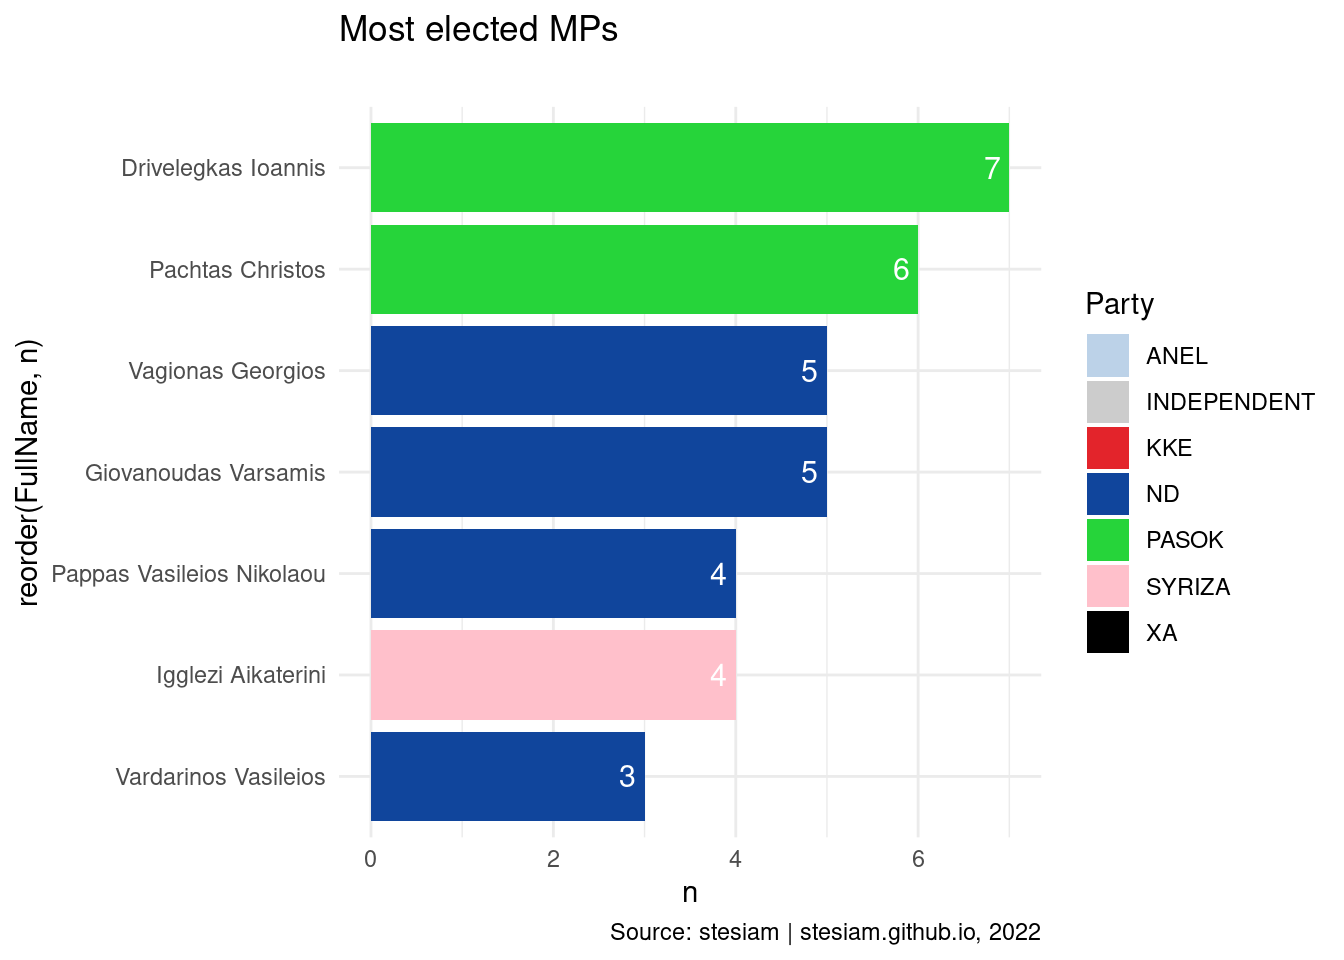 Most elected MPs
reorder(FullName, n)
Drivelegkas Ioannis
7
Pachtas Christos
6
Vagionas Georgios
5
Giovanoudas Varsamis
5
Pappas Vasileios Nikolaou
4
Igglezi Aikaterini
4
Vardarinos Vasileios
3
0 2 4 6
n
Party
ANEL
INDEPENDENT
KKE
ND
PASOK
SYRIZA
XA
Source: stesiam | stesiam.github.io, 2022